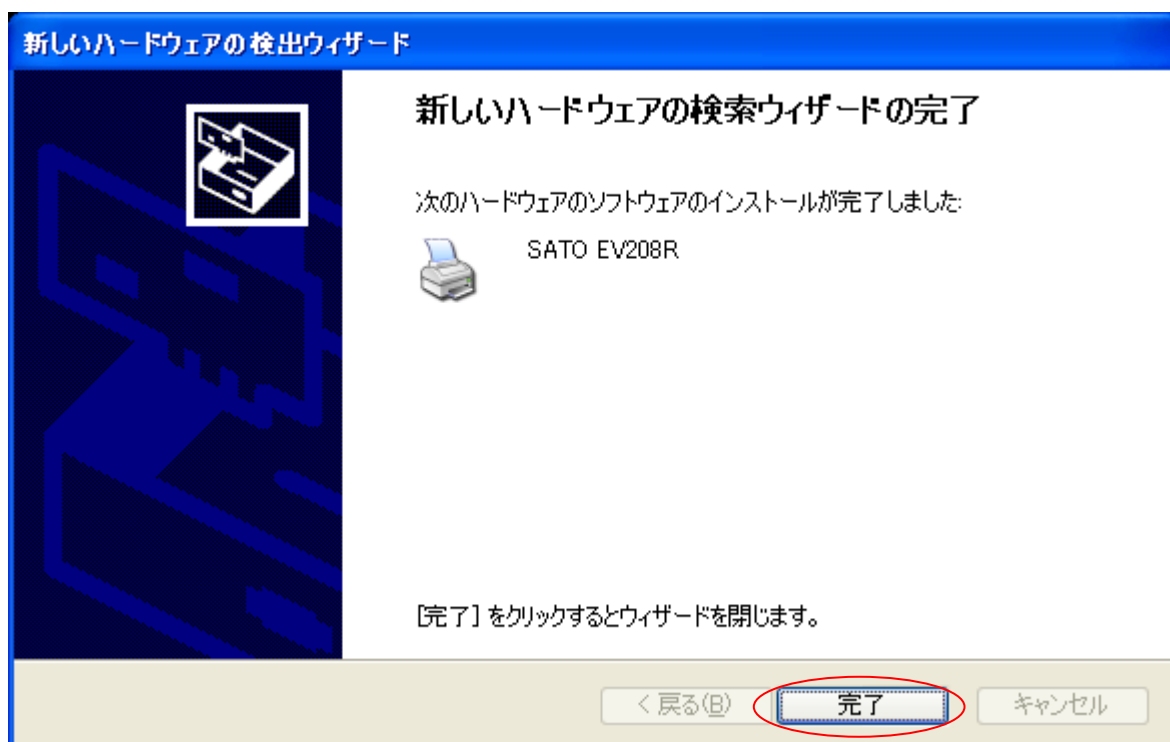 新しいハードウェアの検出ウィザード
新しいハードウェアの検索ウィザードの完了
次のハードウェアのソフトウェアのインストールが完了しました:
SATO EV208R
[完了] をクリックするとウィザードを閉じます。
< 戻る(B) 完了 キャンセル